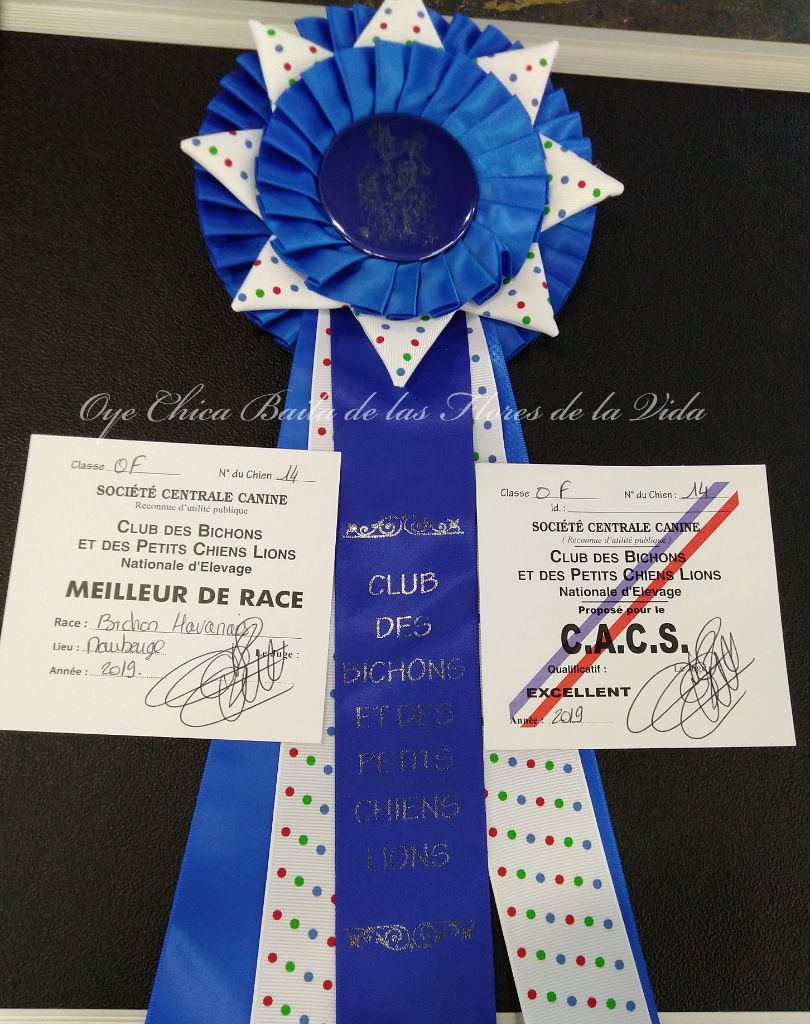 Oye Chica Baila de las Flores de la Vida
Classe OF N° du Chien 14
SOCIÉTÉ CENTRALE CANINE
Reconnue d'utilité publique
CLUB DES BICHONS
ET DES PETITS CHIENS LIONS
Nationale d'Elevage
MEILLEUR DE RACE
Race : Bichon Havanais
Lieu : Maubeuge Le Juge :
Année : 2019.
CLUB
DES
BICHONS
ET DES
PETITS
CHIENS
LIONS
Classe OF N° du Chien : 14
Id. :
SOCIÉTÉ CENTRALE CANINE
( Reconnue d'utilité publique )
CLUB DES BICHONS
ET DES PETITS CHIENS LIONS
Nationale d'Elevage
Proposé pour le
C.A.C.S.
Qualificatif : Le Juge
EXCELLENT
Année : 2019